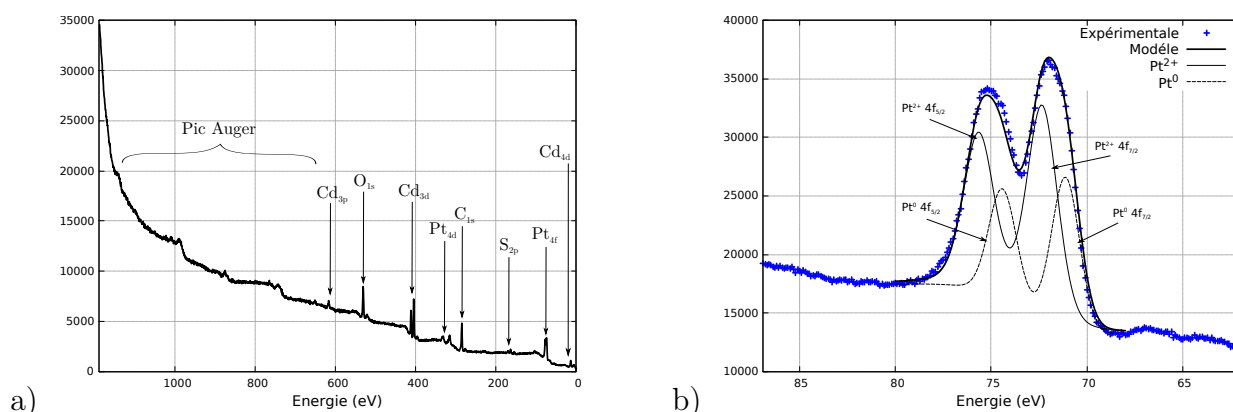 35000
30000
25000
20000
15000
10000
5000
0
Pic Auger
Cd3p
O1s
Cd3d
Pt4d
C1s
S2p
Pt4f
Cd4d
1000 800 600 400 200 0
Energie (eV)
a)
40000
35000
30000
25000
20000
15000
10000
Expérimentale
Modéle
Pt2+
Pt0
Pt2+ 4f5/2
Pt2+ 4f7/2
Pt0 4f5/2
Pt0 4f7/2
85 80 75 70 65
Energie (eV)
b)